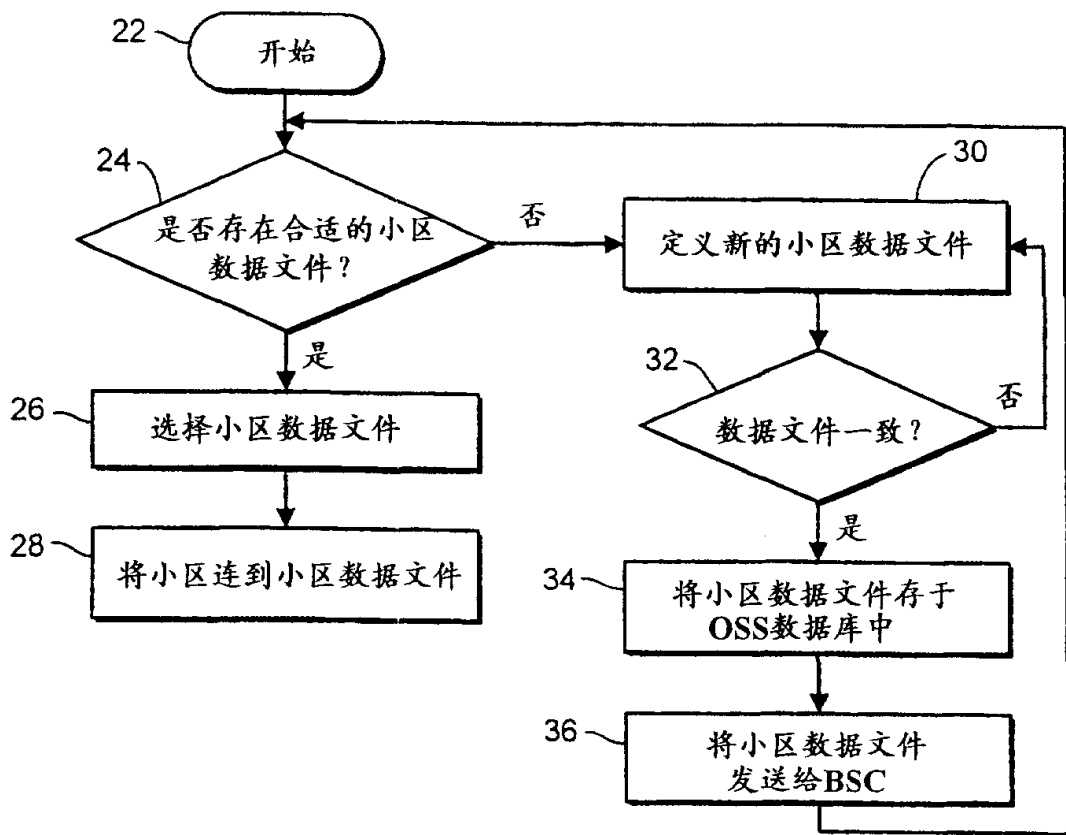 22
开始
24
是否存在合适的小区
数据文件？
否
30
定义新的小区数据文件
是
26
选择小区数据文件
32
数据文件一致？
否
28
将小区连到小区数据文件
是
34
将小区数据文件存于
OSS数据库中
36
将小区数据文件
发送给BSC